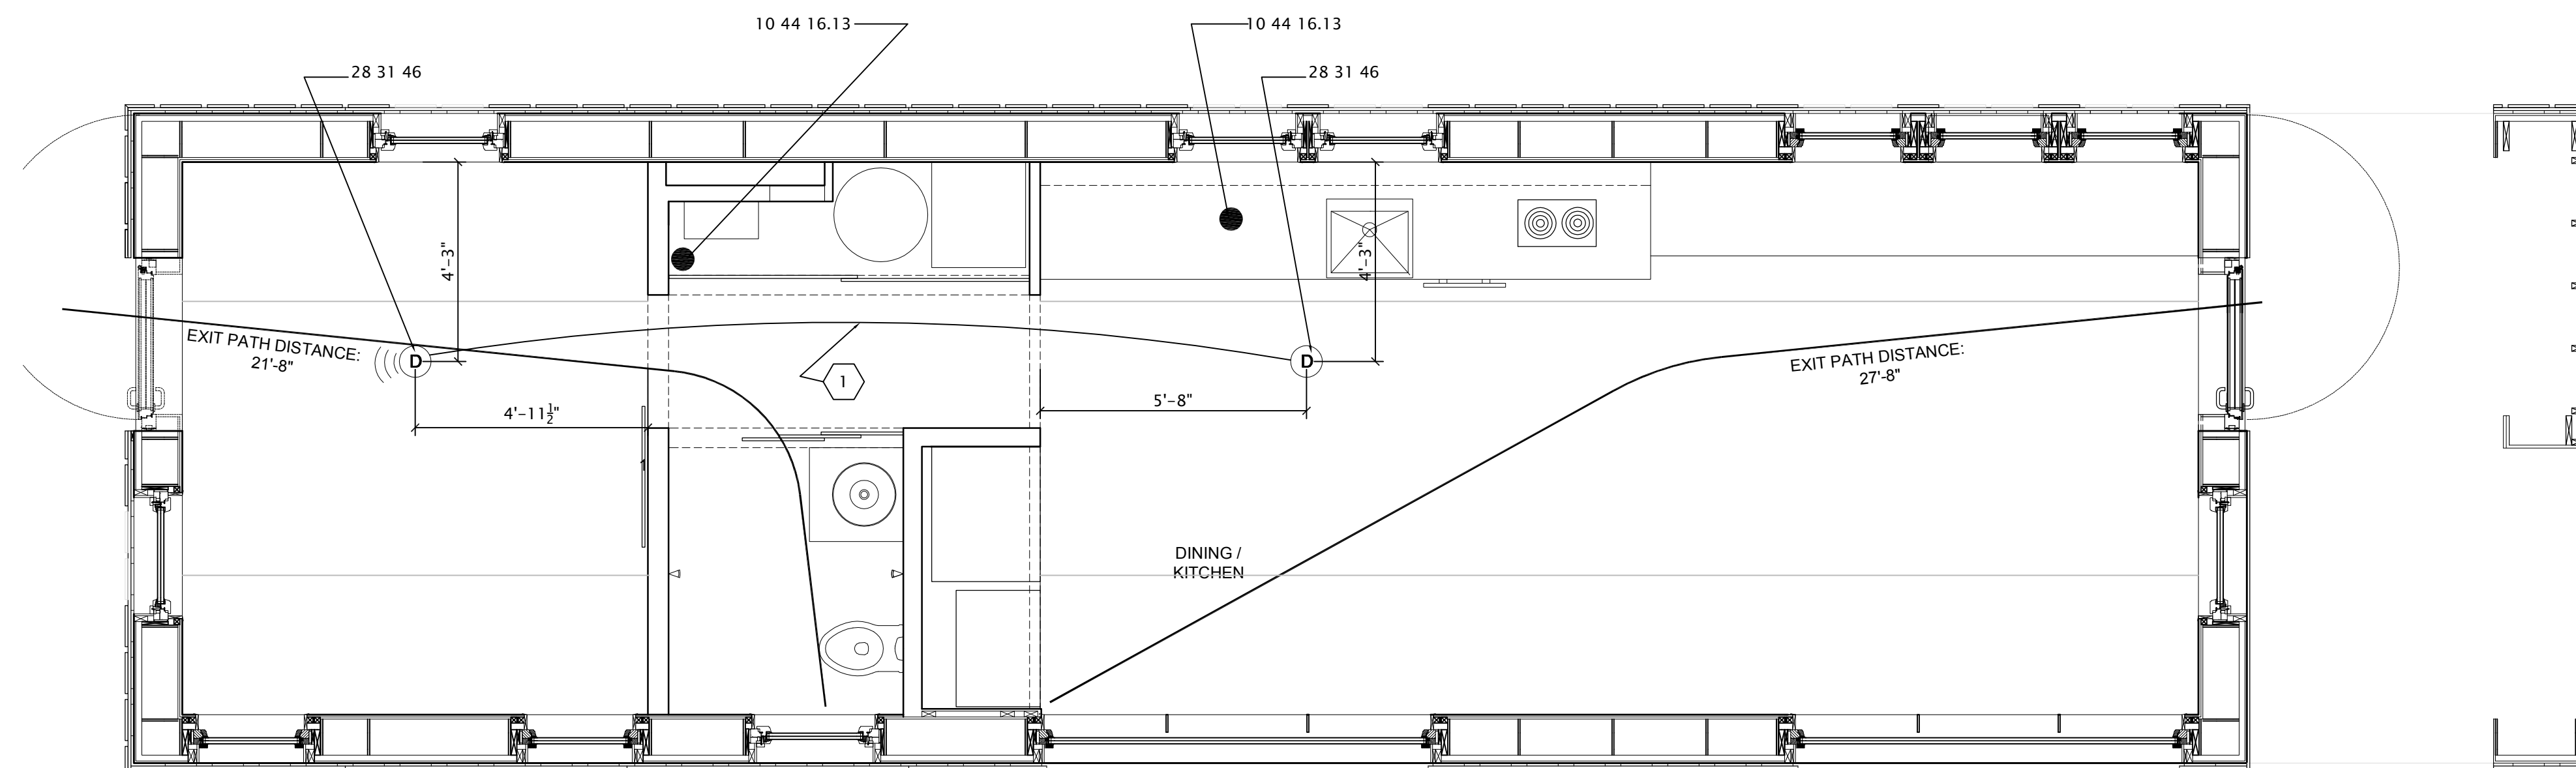 10 44 16.13
10 44 16.13
28 31 46
28 31 46
4'-3"
4'-3"
EXIT PATH DISTANCE:
21'-8"
D
D
EXIT PATH DISTANCE:
27'-8"
1
5'-8"
4'-11½"
DINING /
KITCHEN